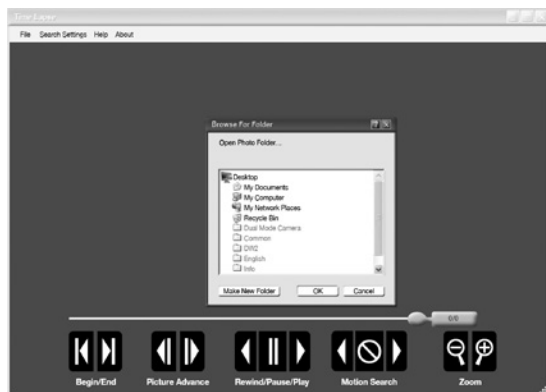 Time Lapse
File Search Settings Help About
Browse For Folder
Open Photo Folder...
Desktop
My Documents
My Computer
My Network Places
Recycle Bin
Dual Mode Camera
Common
DIR2
English
Info
Make New Folder OK Cancel
0/0
Begin/End Picture Advance Rewind/Pause/Play Motion Search Zoom